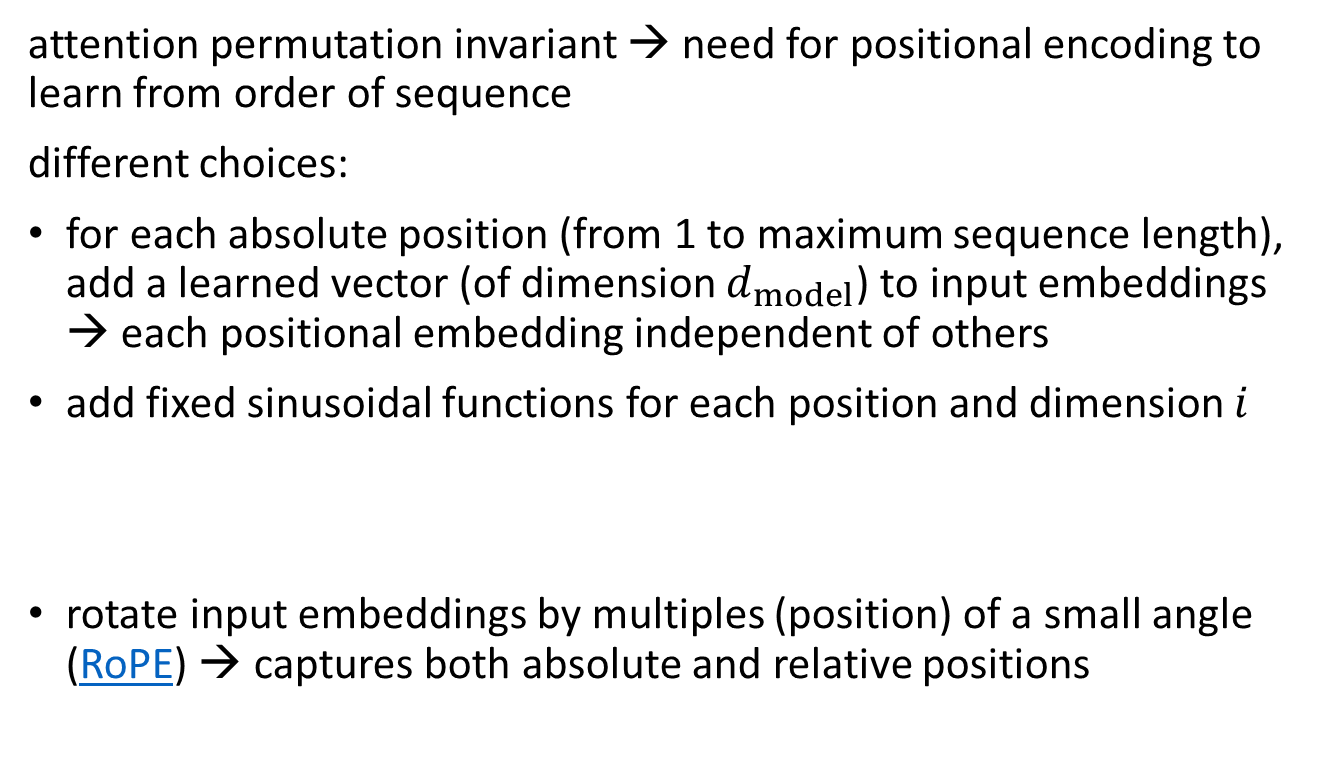 attention permutation invariant → need for positional encoding to
learn from order of sequence
different choices:
• for each absolute position (from 1 to maximum sequence length),
add a learned vector (of dimension d_model) to input embeddings
→ each positional embedding independent of others
• add fixed sinusoidal functions for each position and dimension i
• rotate input embeddings by multiples (position) of a small angle
(RoPE) → captures both absolute and relative positions